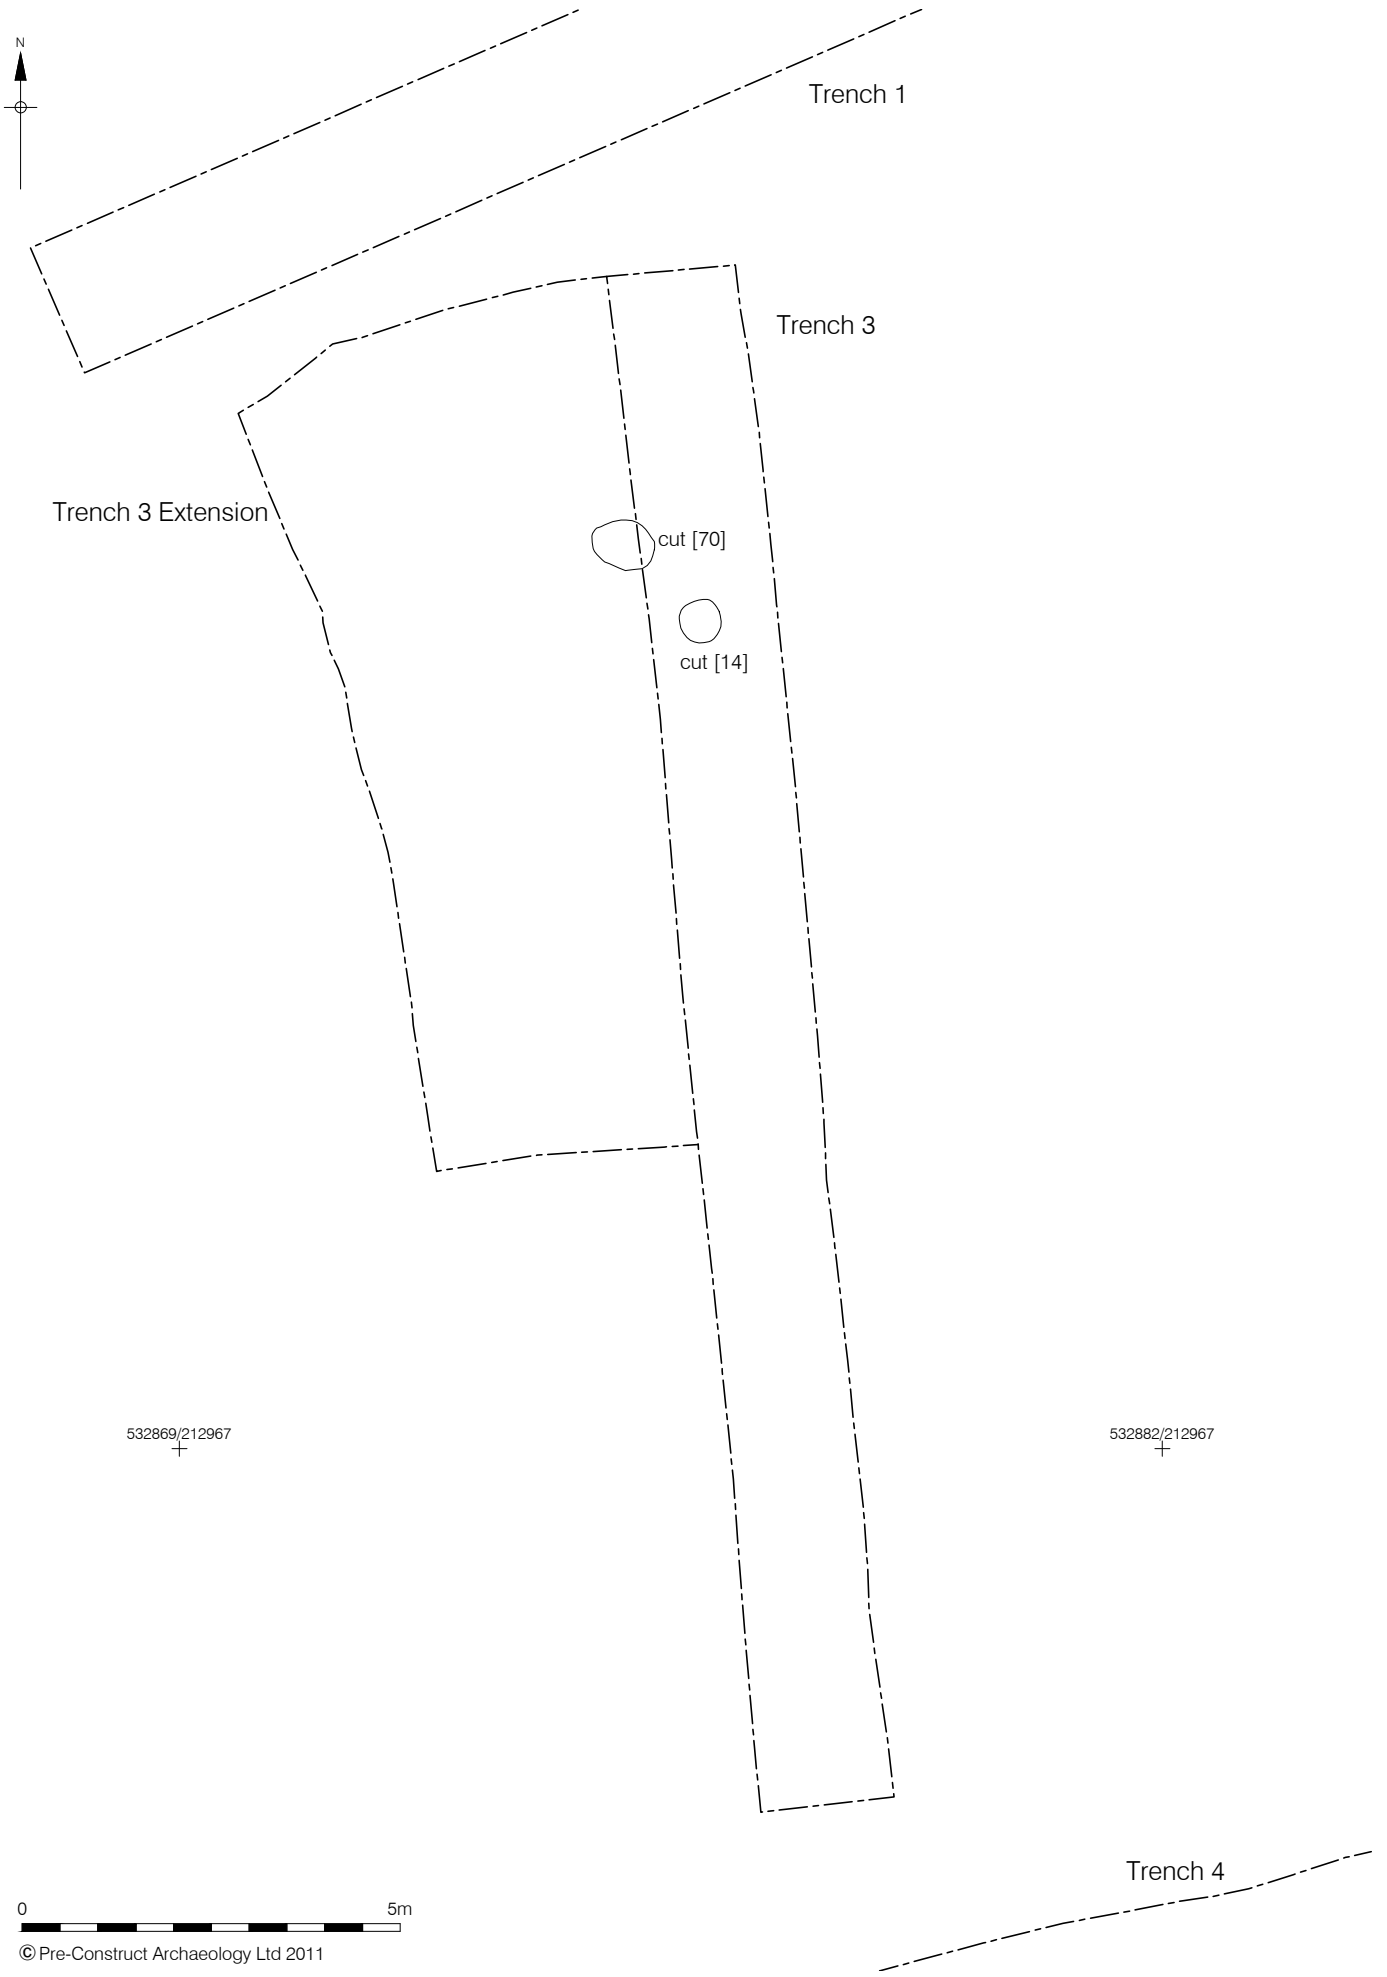 N
Trench 1
Trench 3
Trench 3 Extension
cut [70]
cut [14]
532869/212967
532882/212967
Trench 4
0 5m
© Pre-Construct Archaeology Ltd 2011